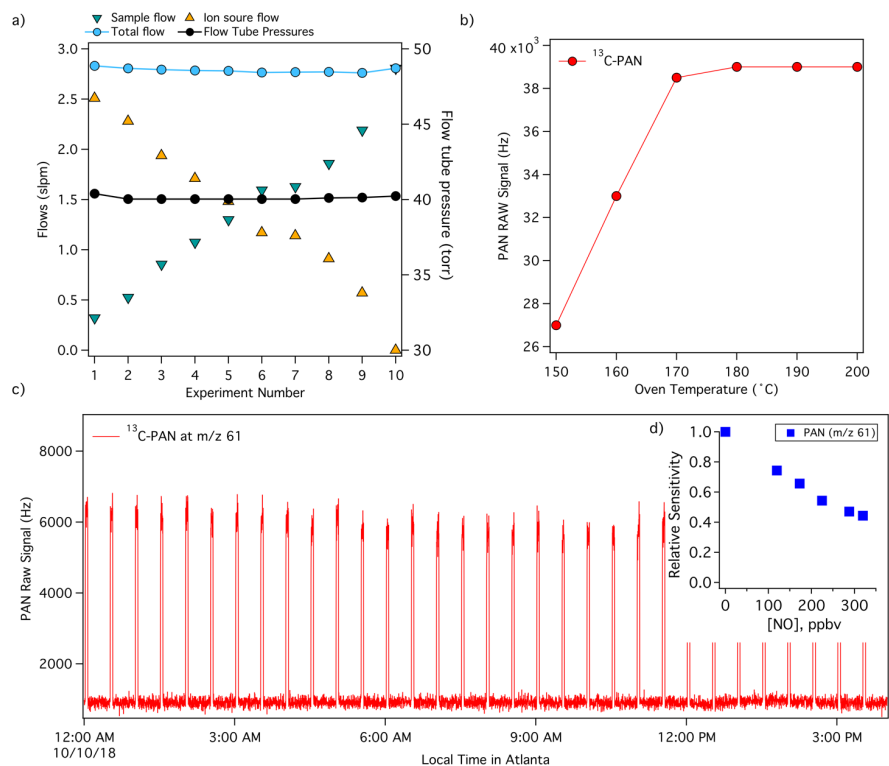 a)
Sample flow
Ion soure flow
Total flow
Flow Tube Pressures
3.0
2.5
2.0
1.5
1.0
0.5
0.0
Flows (slpm)
50
45
40
35
30
Flow tube pressure (torr)
1 2 3 4 5 6 7 8 9 10
Experiment Number
b)
40 x10³
38
36
34
32
30
28
26
PAN RAW Signal (Hz)
¹³C-PAN
150 160 170 180 190 200
Oven Temperature (˚C)
c)
¹³C-PAN at m/z 61
8000
6000
4000
2000
PAN Raw Signal (Hz)
12:00 AM 3:00 AM 6:00 AM 9:00 AM 12:00 PM 3:00 PM
10/10/18
Local Time in Atlanta
d)
PAN (m/z 61)
1.0
0.8
0.6
0.4
0.2
0.0
Relative Sensitivity
0 100 200 300
[NO], ppbv